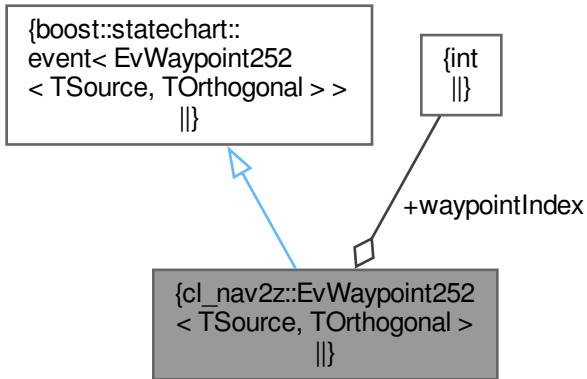 {boost::statechart::
event< EvWaypoint252
< TSource, TOrthogonal > >
||}
{int
||}
+waypointIndex
{cl_nav2z::EvWaypoint252
< TSource, TOrthogonal >
||}